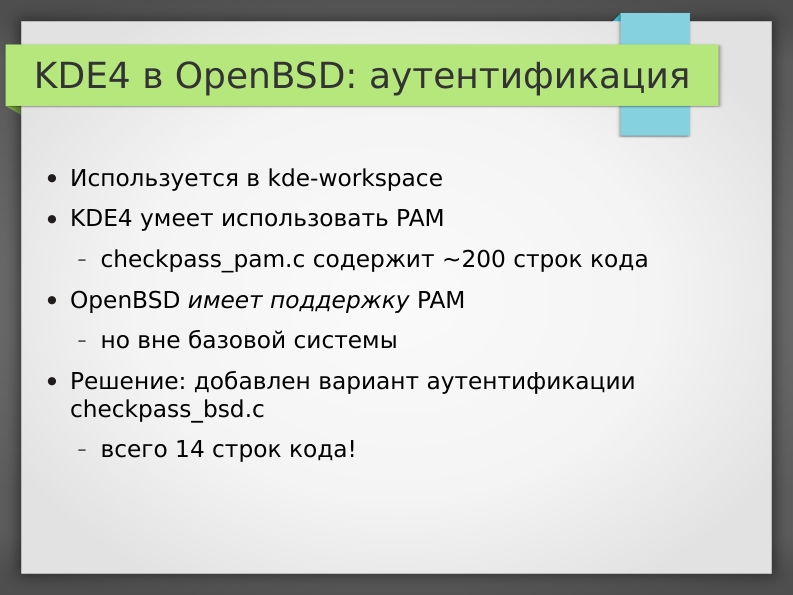 KDE4 в OpenBSD: аутентификация
● Используется в kde-workspace
● KDE4 умеет использовать PAM
– checkpass_pam.c содержит ~200 строк кода
● OpenBSD имеет поддержку PAM
– но вне базовой системы
● Решение: добавлен вариант аутентификации
checkpass_bsd.c
– всего 14 строк кода!